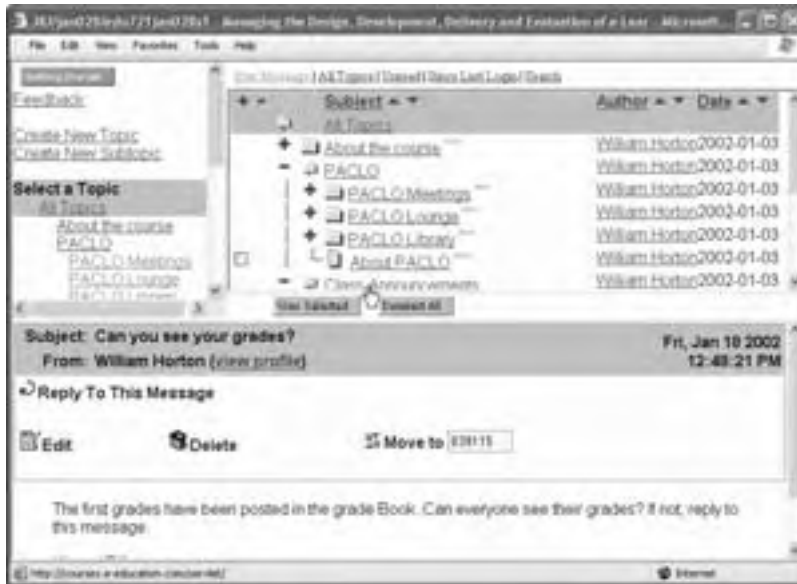 Managing the Design, Development, Delivery and Evaluation of e-Lear
File Edit View Favorites Tools Help
Feedback
Create New Topic
Create New Subtopic
Select a Topic
All Topics
About the course
PACLO
PACLO Meetings
PACLO Lounge
PACLO Library
All Topics | Search
Subject Author Date
All Topics
About the course William Horton 2002-01-03
PACLO William Horton 2002-01-03
PACLO Meetings William Horton 2002-01-03
PACLO Lounge William Horton 2002-01-03
PACLO Library William Horton 2002-01-03
About PACLO William Horton 2002-01-03
Class Announcements William Horton 2002-01-03
View Selected Deselect All
Subject: Can you see your grades? Fri, Jan 18 2002
From: William Horton (view profile) 12:48:21 PM
Reply To This Message
Edit Delete Move to
The first grades have been posted in the grade Book. Can everyone see their grades? If not, reply to
this message.
Internet